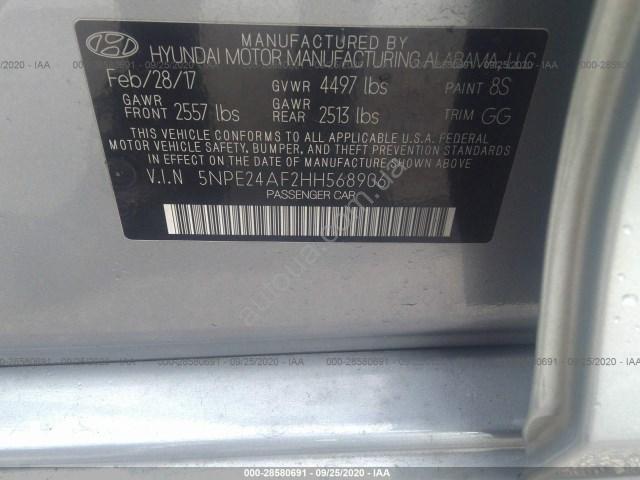 MANUFACTURED BY
HYUNDAI MOTOR MANUFACTURING ALABAMA, LLC
Feb/28/17 GVWR 4497 lbs PAINT 8S
GAWR FRONT 2557 lbs GAWR REAR 2513 lbs TRIM GG
THIS VEHICLE CONFORMS TO ALL APPLICABLE U.S.A. FEDERAL
MOTOR VEHICLE SAFETY, BUMPER, AND THEFT PREVENTION STANDARDS
IN EFFECT ON THE DATE OF MANUFACTURE SHOWN ABOVE.
V.I.N
PASSENGER CAR
autoua.com
000-28580691 - 09/25/2020 - IAA